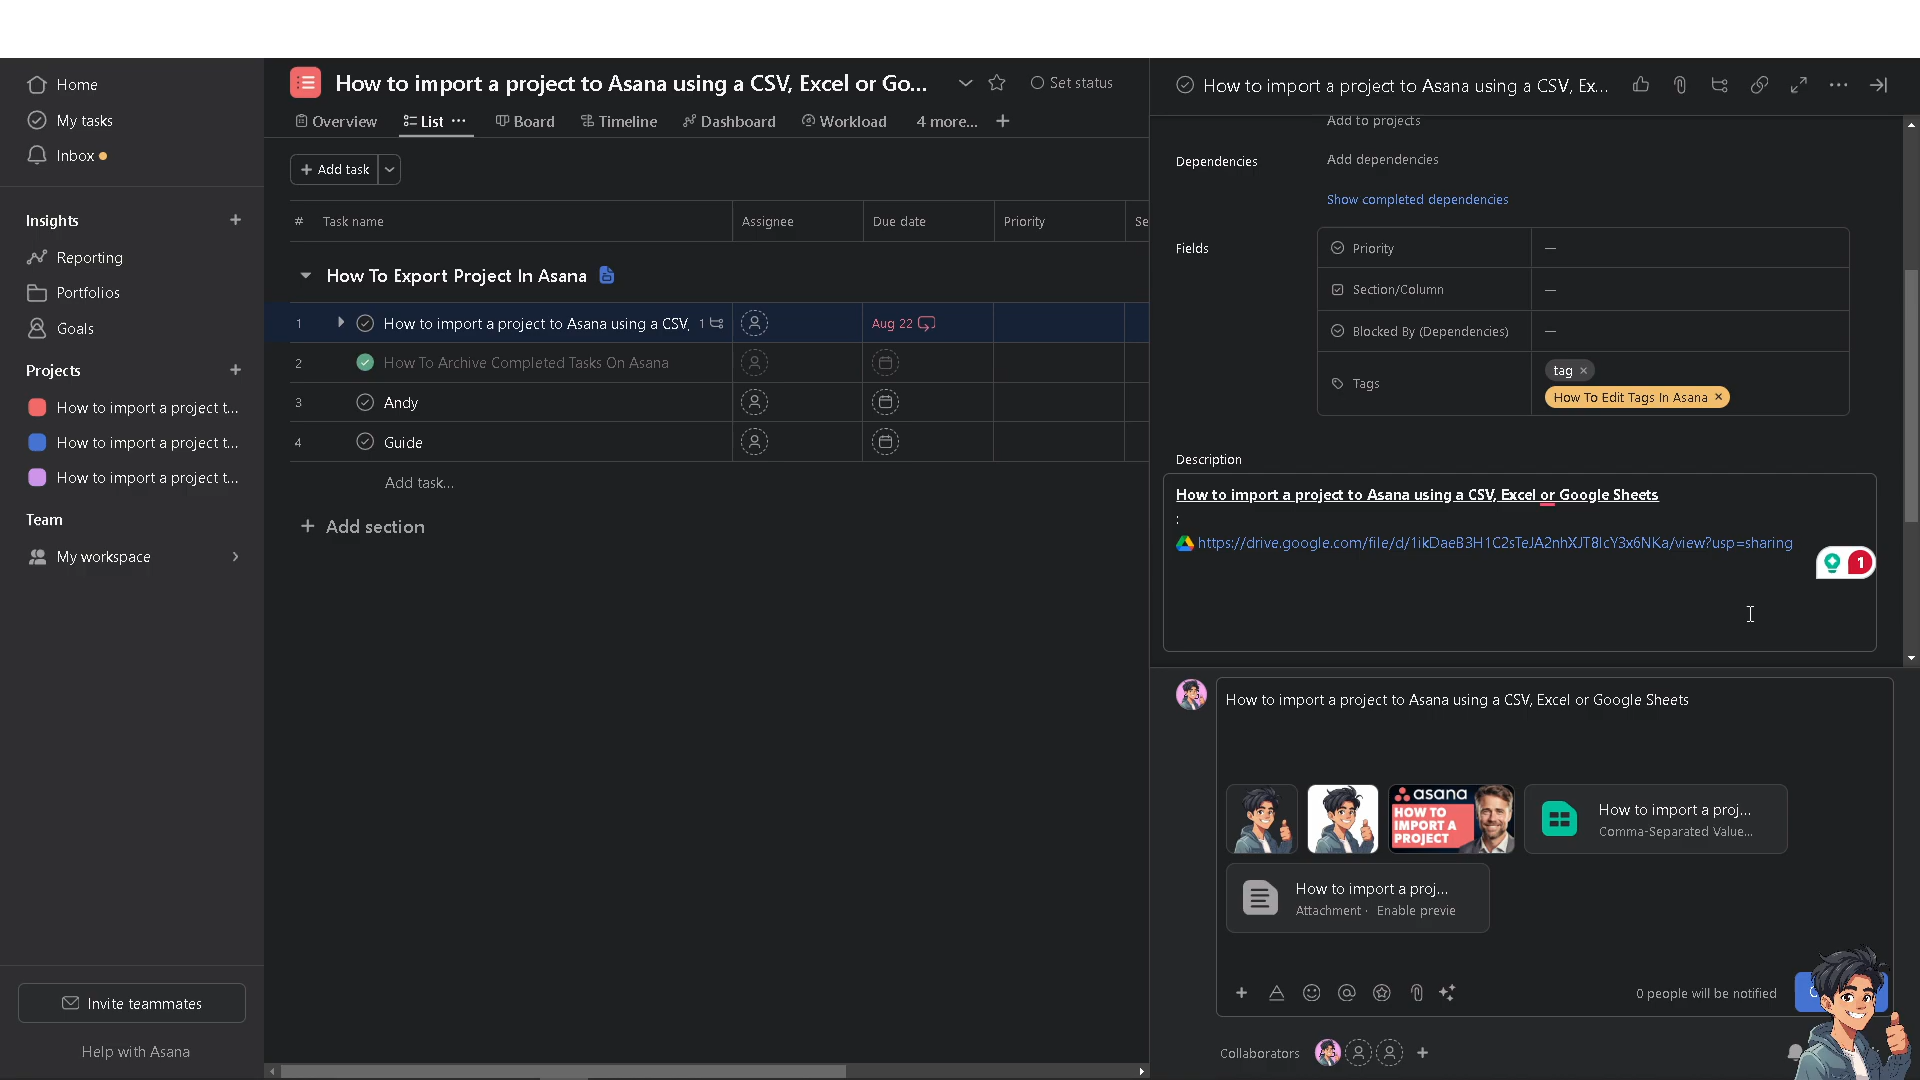 Home
My tasks
Inbox
Insights
Reporting
Portfolios
Goals
Projects
How to import a project t...
How to import a project t...
How to import a project t...
Team
My workspace
Invite teammates
Help with Asana
How to import a project to Asana using a CSV, Excel or Go...
Set status
Overview
List
Board
Timeline
Dashboard
Workload
4 more...
Add task
# Task name Assignee Due date Priority Se
How To Export Project In Asana
1 How to import a project to Asana using a CSV, 1 Aug 22
2 How To Archive Completed Tasks On Asana
3 Andy
4 Guide
Add task...
Add section
How to import a project to Asana using a CSV, Ex...
Add to projects
Dependencies Add dependencies
Show completed dependencies
Fields Priority —
Section/Column —
Blocked By (Dependencies) —
Tags tag ×
How To Edit Tags In Asana ×
Description
How to import a project to Asana using a CSV, Excel or Google Sheets
:
https://drive.google.com/file/d/1ikDaeB3H1C2sTeJA2nhXJT8IcY3x6NKa/view?usp=sharing
1
How to import a project to Asana using a CSV, Excel or Google Sheets
asana
HOW TO
IMPORT A
PROJECT
How to import a proj...
Comma-Separated Value...
How to import a proj...
Attachment · Enable previe
0 people will be notified
Collaborators